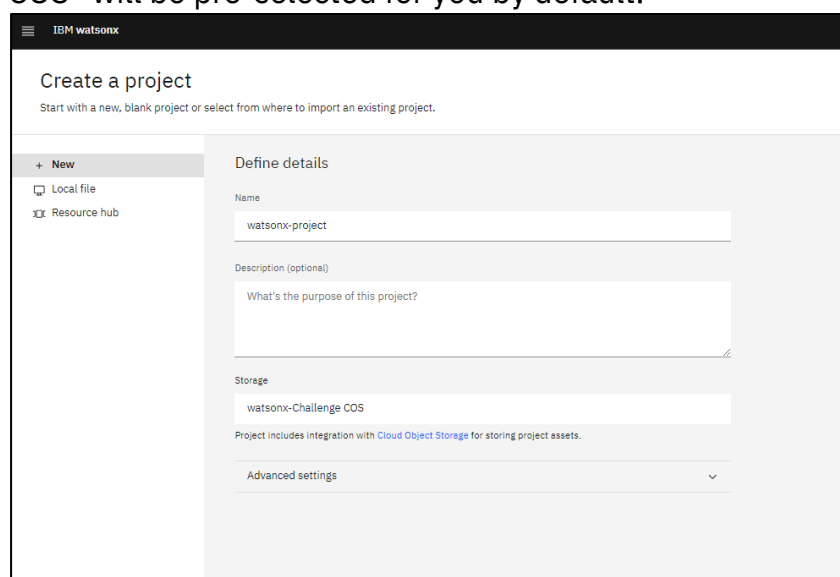 COS" will be pre-selected for you by default.
IBM watsonx
Create a project
Start with a new, blank project or select from where to import an existing project.
+ New
Local file
Resource hub
Define details
Name
watsonx-project
Description (optional)
What's the purpose of this project?
Storage
watsonx-Challenge COS
Project includes integration with Cloud Object Storage for storing project assets.
Advanced settings